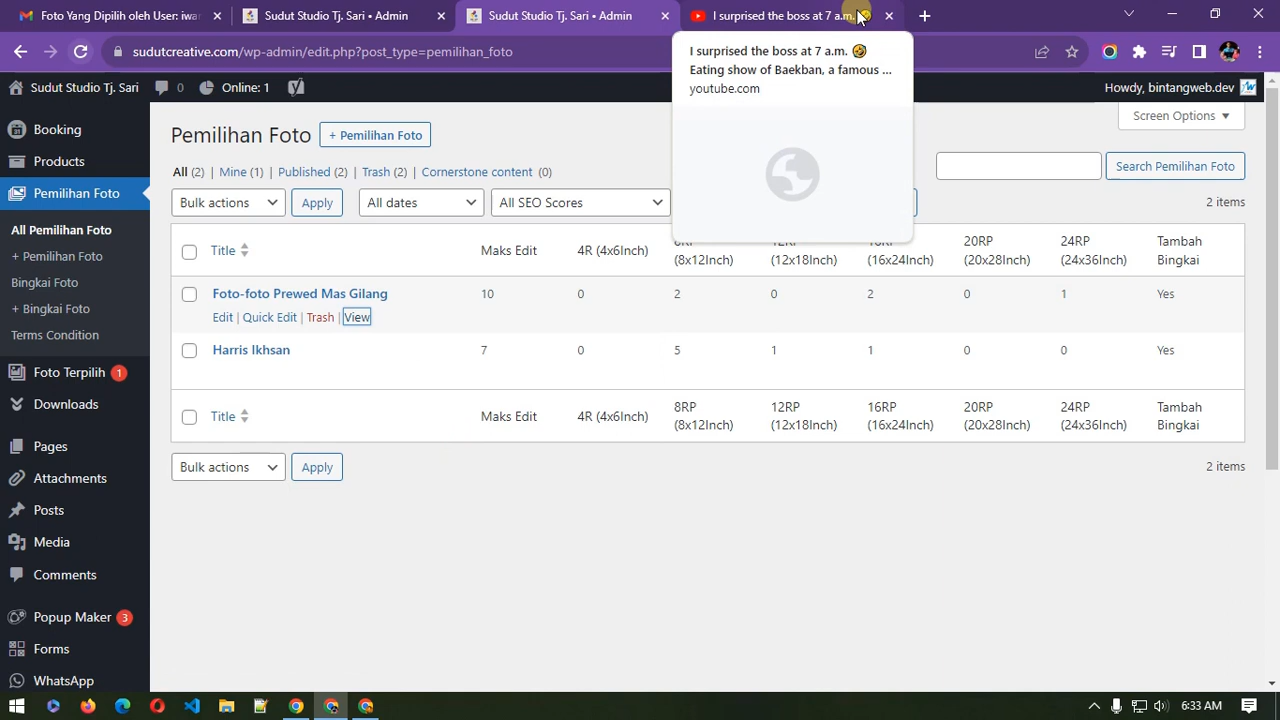 Foto Yang Dipilih oleh User: iwa
Sudut Studio Tj. Sari • Admin
Sudut Studio Tj. Sari • Admin
I surprised the boss at 7 a.m. 🤣
sudutcreative.com/wp-admin/edit.php?post_type=pemilihan_foto
I surprised the boss at 7 a.m. 🤣
Eating show of Baekban, a famous ...
youtube.com
Sudut Studio Tj. Sari
0
Online: 1
Howdy, bintangweb.dev
Booking
Products
Pemilihan Foto
All Pemilihan Foto
+ Pemilihan Foto
Bingkai Foto
+ Bingkai Foto
Terms Condition
Foto Terpilih 1
Downloads
Pages
Attachments
Posts
Media
Comments
Popup Maker 3
Forms
WhatsApp
Screen Options
Pemilihan Foto
+ Pemilihan Foto
All (2) | Mine (1) | Published (2) | Trash (2) | Cornerstone content (0)
Search Pemilihan Foto
Bulk actions
Apply
All dates
All SEO Scores
2 items
Title
Maks Edit
4R (4x6Inch)
(8x12Inch)
(12x18Inch)
(16x24Inch)
20RP (20x28Inch)
24RP (24x36Inch)
Tambah Bingkai
Foto-foto Prewed Mas Gilang 10 0 2 0 2 0 1 Yes
Edit | Quick Edit | Trash | View
Harris Ikhsan 7 0 5 1 1 0 0 Yes
Title
Maks Edit
4R (4x6Inch)
8RP (8x12Inch)
12RP (12x18Inch)
16RP (16x24Inch)
20RP (20x28Inch)
24RP (24x36Inch)
Tambah Bingkai
Bulk actions
Apply
2 items
6:33 AM